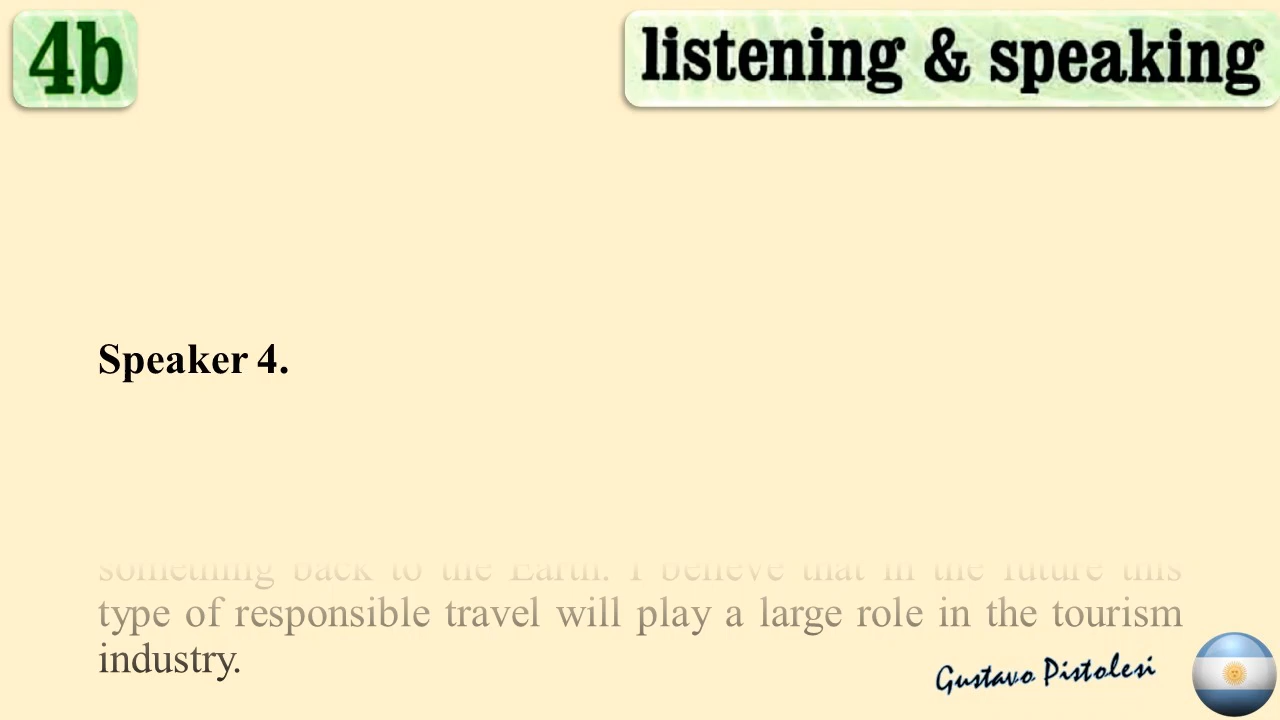 4b
listening & speaking
Speaker 4.
something back to the Earth. I believe that in the future this
type of responsible travel will play a large role in the tourism
industry.
Gustavo Pistolesi